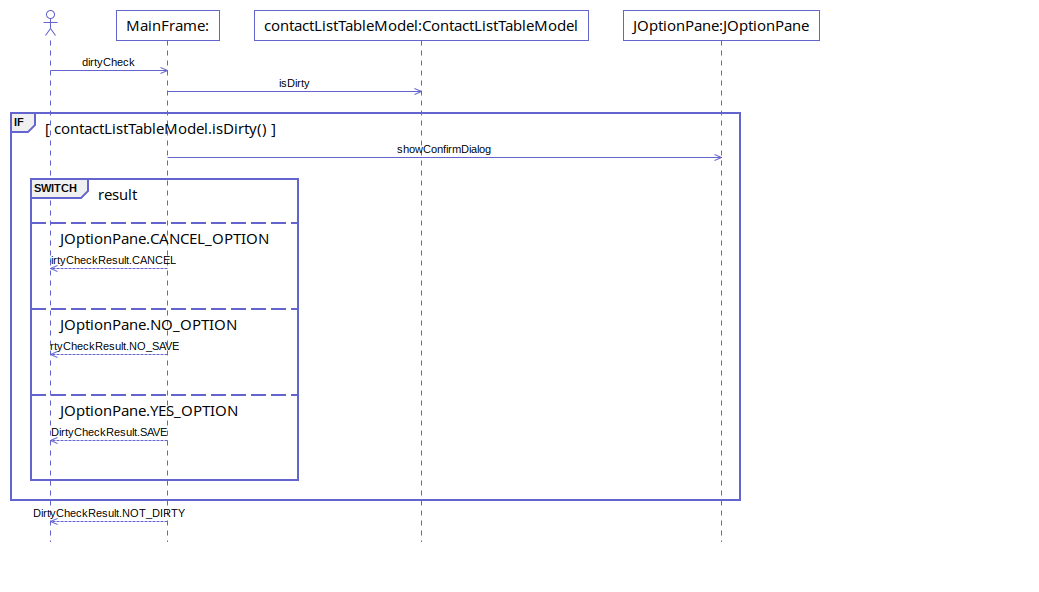 MainFrame:
contactListTableModel:ContactListTableModel
JOptionPane:JOptionPane
dirtyCheck
isDirty
IF
[ contactListTableModel.isDirty() ]
showConfirmDialog
SWITCH
result
JOptionPane.CANCEL_OPTION
irtyCheckResult.CANCEL
JOptionPane.NO_OPTION
rtyCheckResult.NO_SAVE
JOptionPane.YES_OPTION
DirtyCheckResult.SAVE
DirtyCheckResult.NOT_DIRTY